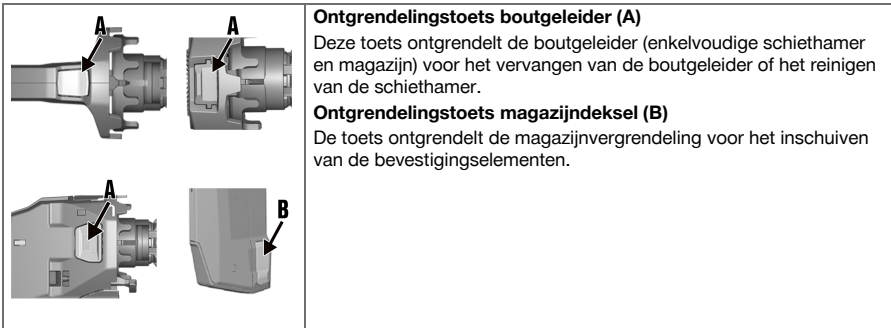 A
A
A
B
Ontgrendelingstoets boutgeleider (A)
Deze toets ontgrendelt de boutgeleider (enkelvoudige schiethamer
en magazijn) voor het vervangen van de boutgeleider of het reinigen
van de schiethamer.
Ontgrendelingstoets magazijndeksel (B)
De toets ontgrendelt de magazijnvergrendeling voor het inschuiven
van de bevestigingselementen.